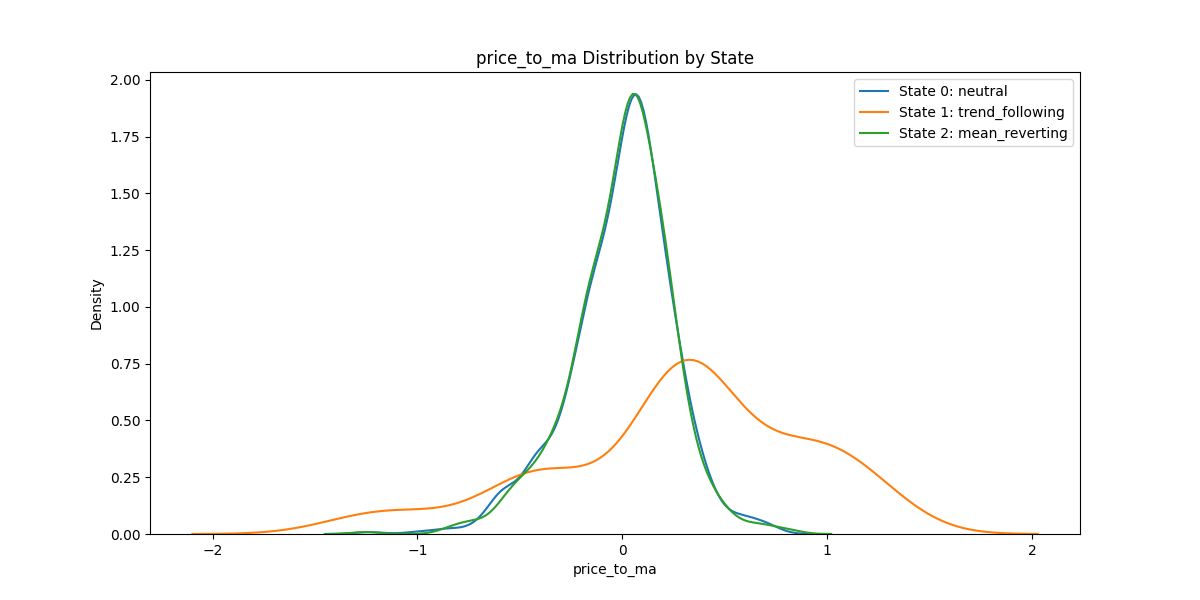 price_to_ma Distribution by State
State 0: neutral
State 1: trend_following
State 2: mean_reverting
Density
2.00
1.75
1.50
1.25
1.00
0.75
0.50
0.25
0.00
−2
−1
0
1
2
price_to_ma